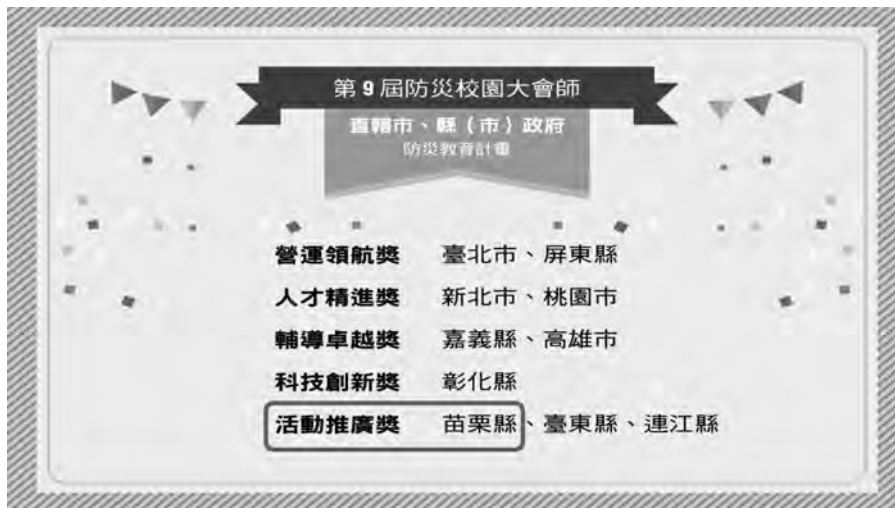 第9屆防災校園大會師
直轄市、縣（市）政府
防災教育計畫
營運領航獎 臺北市、屏東縣
人才精進獎 新北市、桃園市
輔導卓越獎 嘉義縣、高雄市
科技創新獎 彰化縣
活動推廣獎 苗栗縣、臺東縣、連江縣